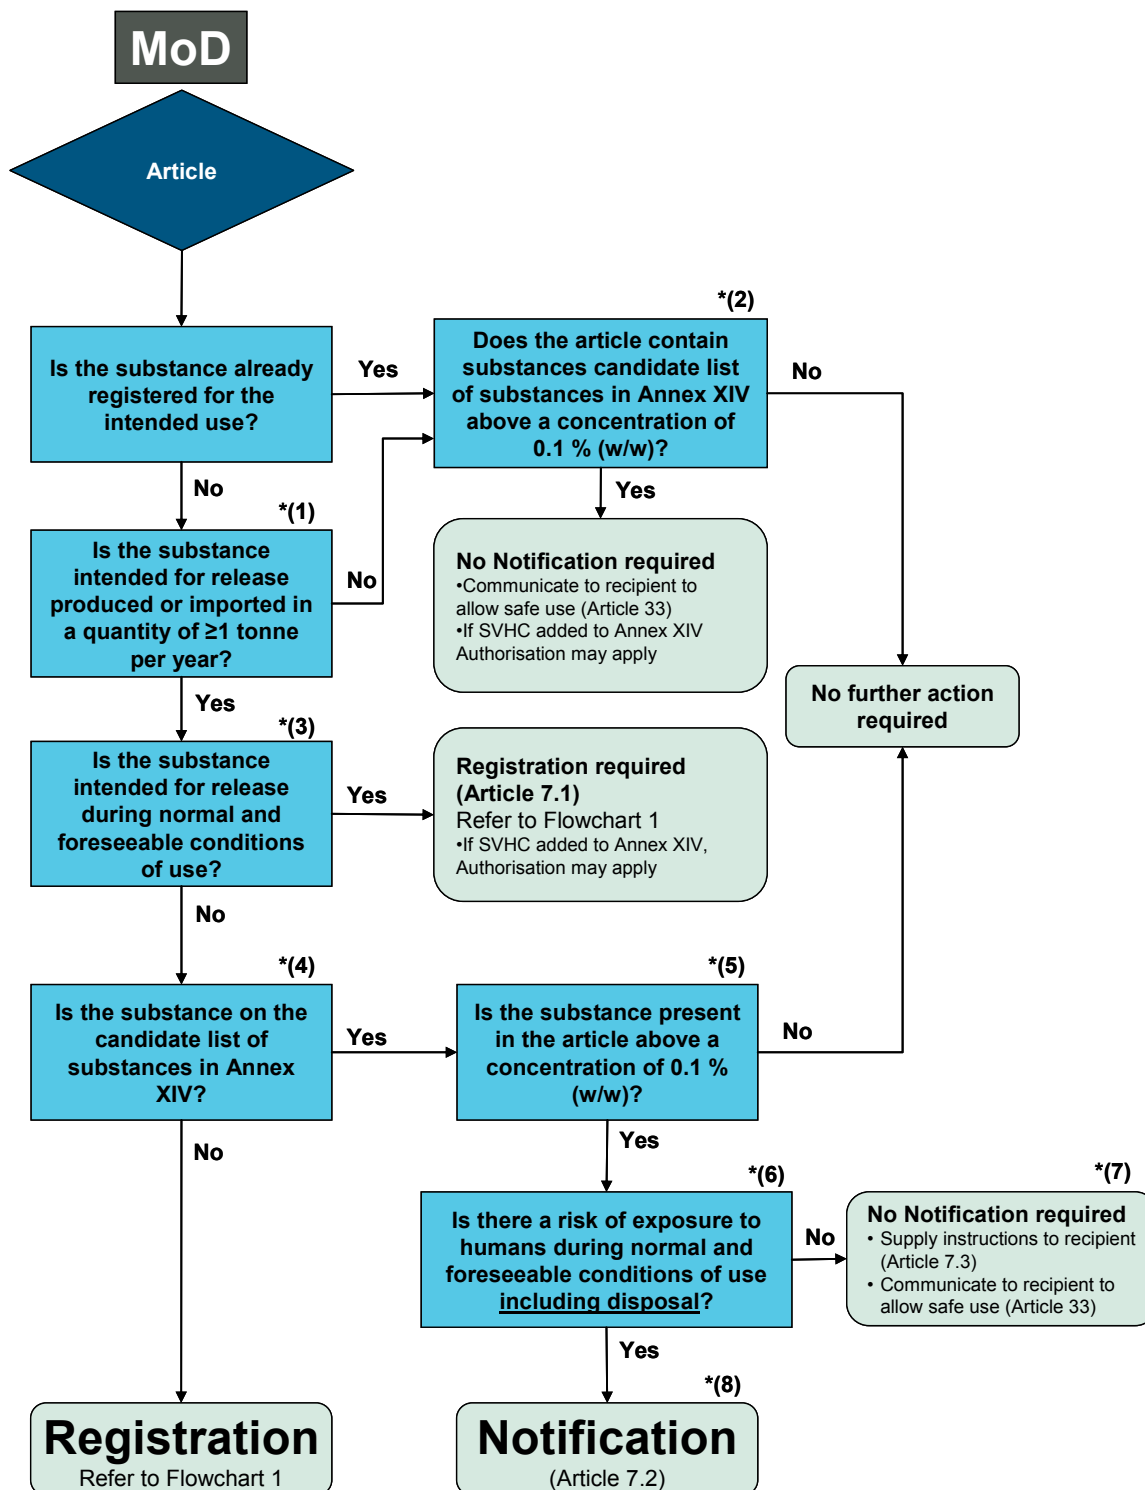 MoD
Article
Is the substance already
registered for the
intended use?
Yes
*(2)
Does the article contain
substances candidate list
of substances in Annex XIV
above a concentration of
0.1 % (w/w)?
No
No
*(1)
Is the substance
intended for release
produced or imported in
a quantity of ≥1 tonne
per year?
No
Yes
No Notification required
•Communicate to recipient to
allow safe use (Article 33)
•If SVHC added to Annex XIV
Authorisation may apply
No further action
required
Yes
*(3)
Is the substance
intended for release
during normal and
foreseeable conditions
of use?
Yes
Registration required
(Article 7.1)
Refer to Flowchart 1
•If SVHC added to Annex XIV,
Authorisation may apply
No
*(4)
Is the substance on the
candidate list of
substances in Annex
XIV?
Yes
*(5)
Is the substance present
in the article above a
concentration of 0.1 %
(w/w)?
No
No
Yes
*(6)
Is there a risk of exposure to
humans during normal and
foreseeable conditions of use
including disposal?
No
*(7)
No Notification required
• Supply instructions to recipient
(Article 7.3)
• Communicate to recipient to
allow safe use (Article 33)
Yes
*(8)
Registration
Refer to Flowchart 1
Notification
(Article 7.2)